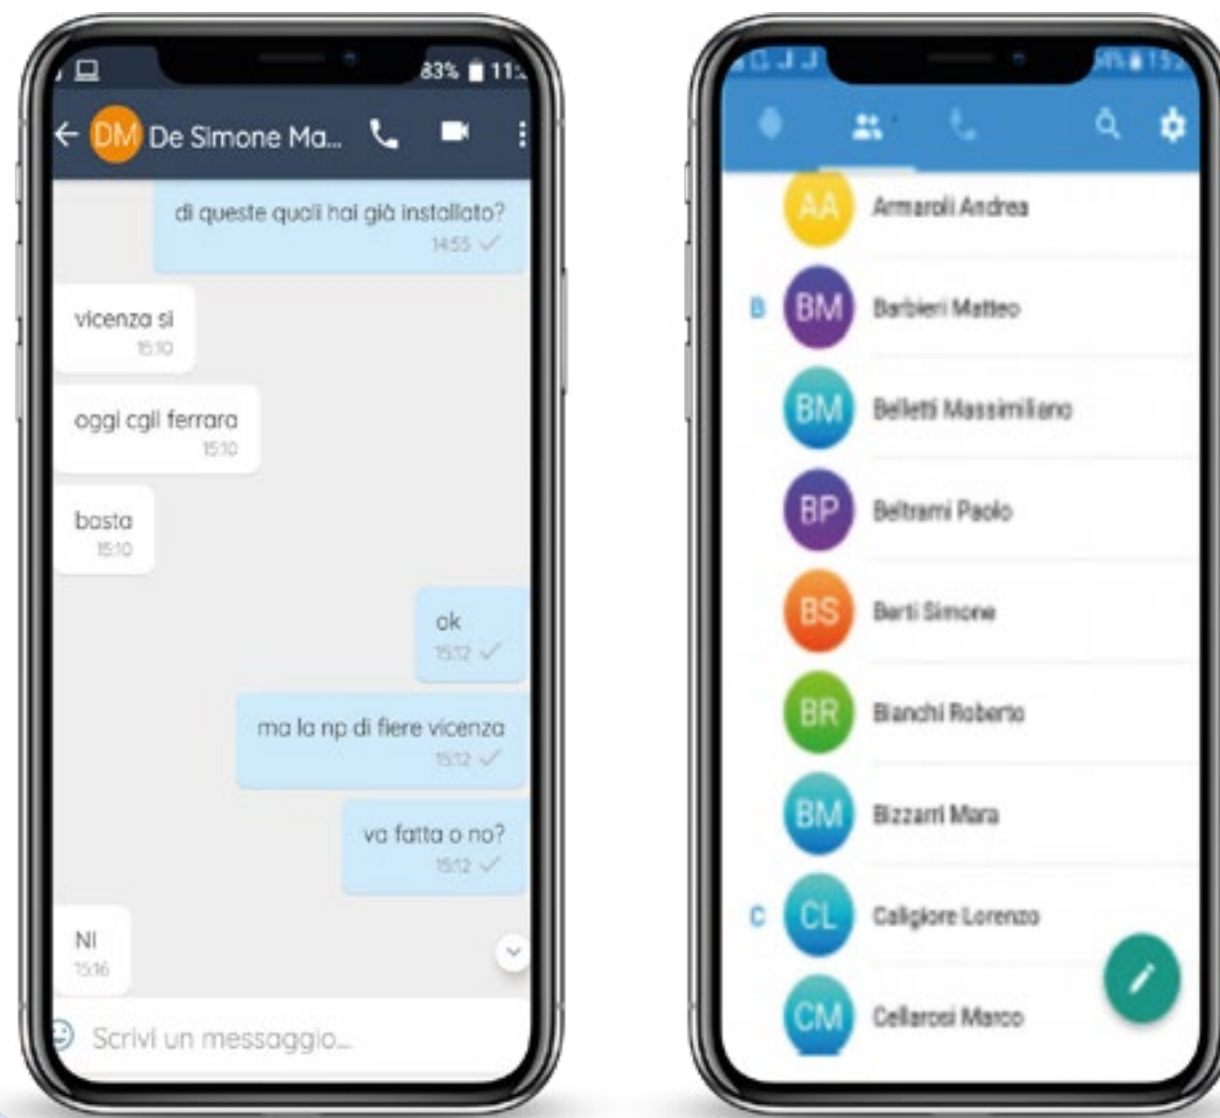 83% 11:
DM De Simone Ma...
di queste quali hai già installato?
14:55
vicenza si
15:10
oggi cgil ferrara
15:10
basta
15:10
ok
15:12
ma la np di fiere vicenza
15:12
va fatta o no?
15:12
NI
15:16
Scrivi un messaggio...
AA Armaroli Andrea
B BM Barbieri Matteo
BM Belletti Massimiliano
BP Beltrami Paolo
BS Berti Simone
BR Bianchi Roberto
BM Bizzarri Mara
C CL Caligiore Lorenzo
CM Cellarosi Marco